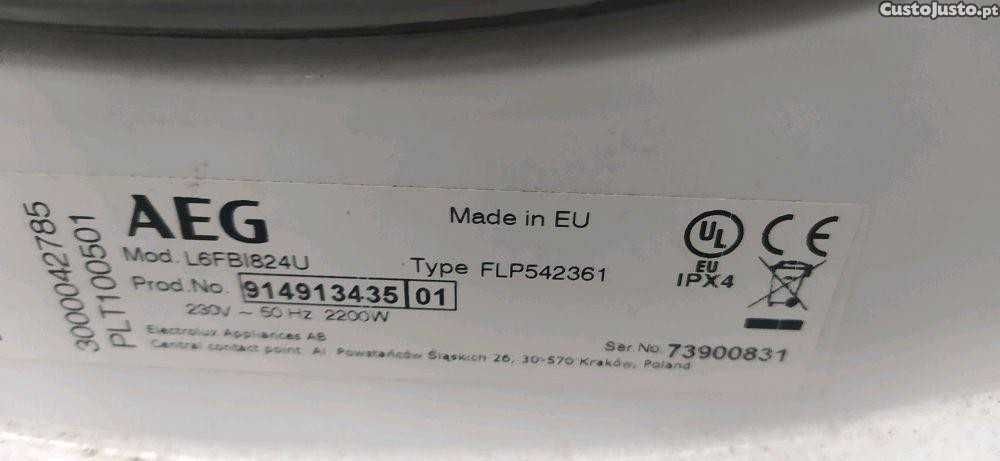 CustoJusto.pt
3000042785
PLT100501
AEG
Made in EU
Mod. L6FBI824U
Type FLP542361
Prod.No. 914913435 01
230V ~ 50 Hz 2200W
Electrolux Appliances AB
Central contact point: Al. Powstańców Śląskich 26, 30-570 Kraków, Poland
UL
EU
IPX4
CE
Ser.No. 73900831